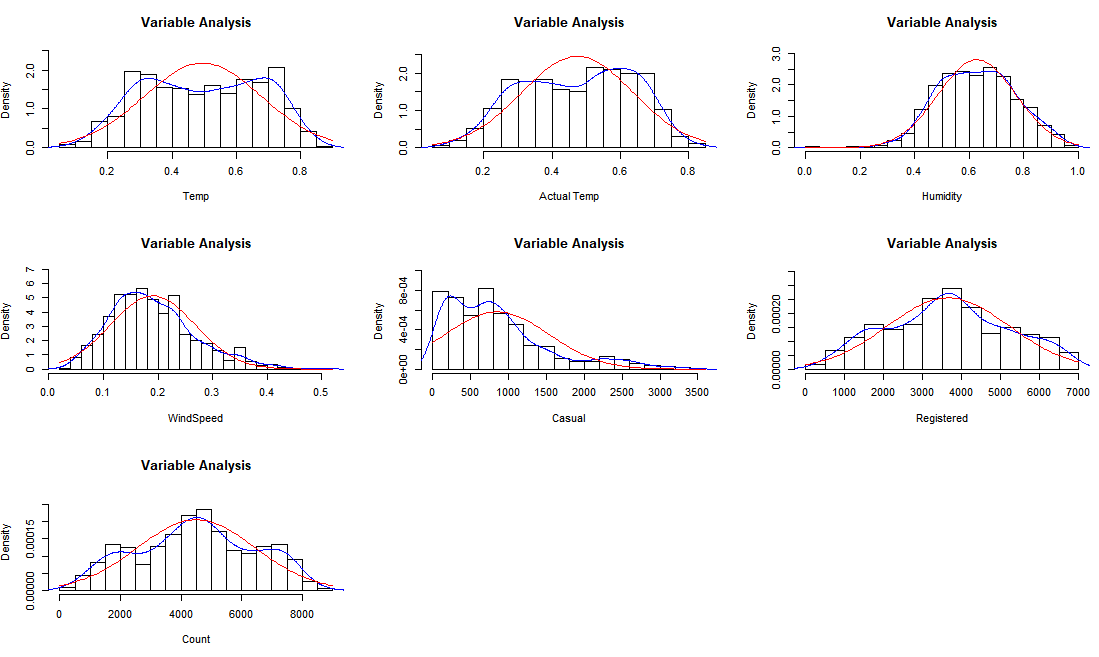 Variable Analysis
Density
0.0 1.0 2.0
0.2 0.4 0.6 0.8
Temp
Variable Analysis
Density
0.0 1.0 2.0
0.2 0.4 0.6 0.8
Actual Temp
Variable Analysis
Density
0.0 1.0 2.0 3.0
0.0 0.2 0.4 0.6 0.8 1.0
Humidity
Variable Analysis
Density
0 1 2 3 4 5 6 7
0.0 0.1 0.2 0.3 0.4 0.5
WindSpeed
Variable Analysis
Density
0e+00 4e-04 8e-04
0 500 1000 1500 2000 2500 3000 3500
Casual
Variable Analysis
Density
0.00000 0.00020
0 1000 2000 3000 4000 5000 6000 7000
Registered
Variable Analysis
Density
0.00000 0.00015
0 2000 4000 6000 8000
Count